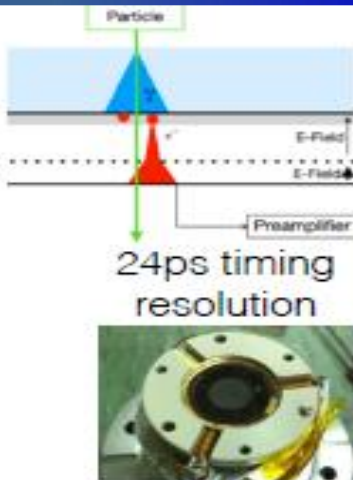 Particle
e⁻
E-Field
E-Field
Preamplifier
24ps timing
resolution